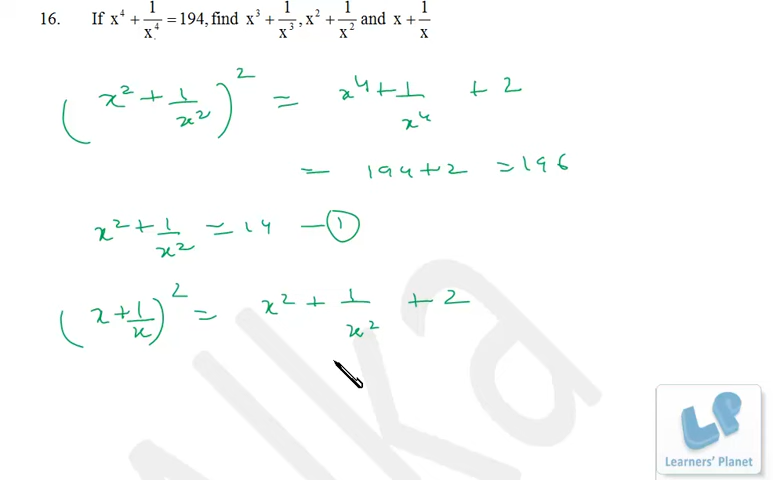 16. If x⁴ + 1/x⁴ = 194, find x³ + 1/x³, x² + 1/x² and x + 1/x
(x² + 1/x²)² = x⁴ + 1/x⁴ + 2
= 194 + 2 = 196
x² + 1/x² = 14 — ①
(x + 1/x)² = x² + 1/x² + 2
Alka
LP
Learners' Planet